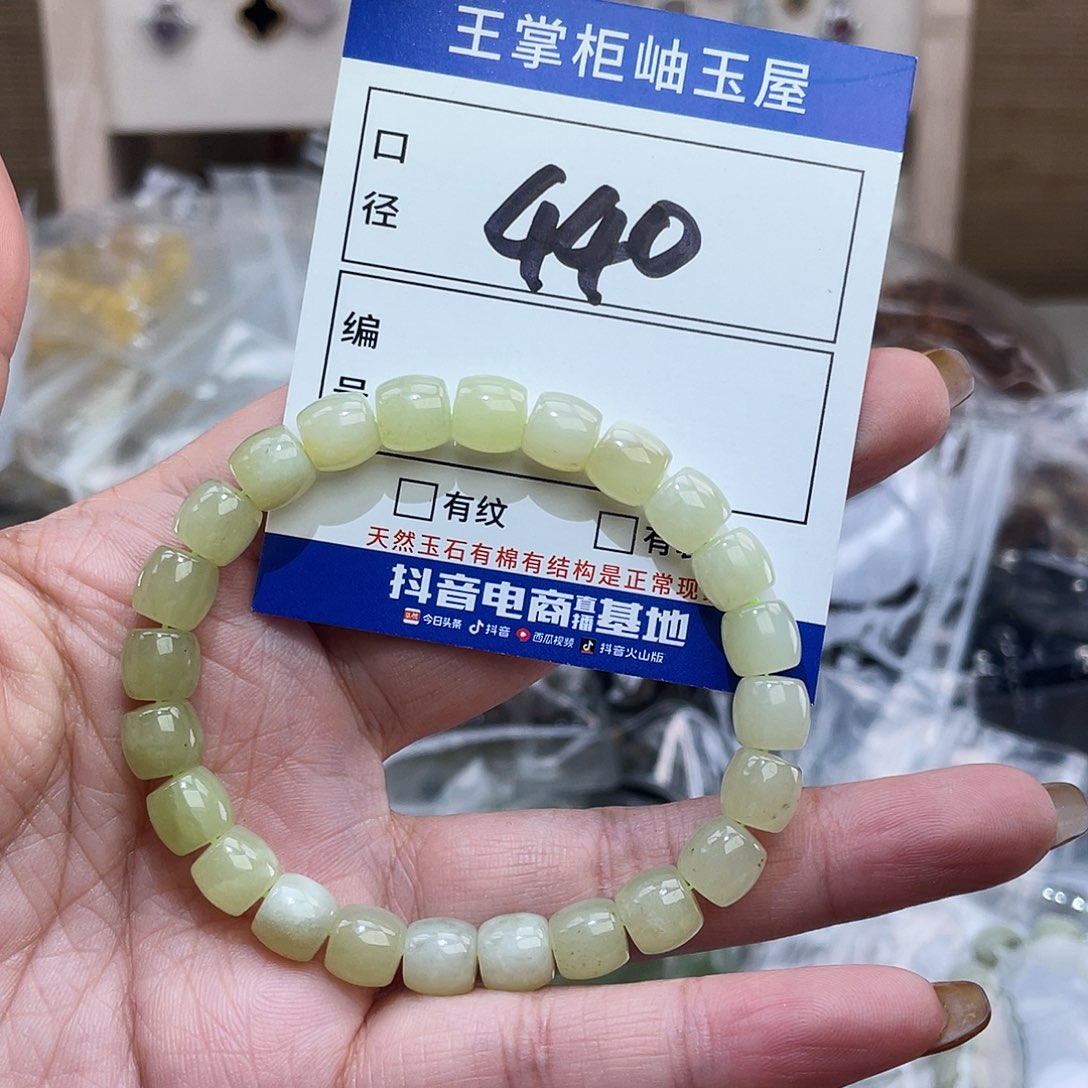 王掌柜岫玉屋
口径
440
编号
有纹
有
天然玉石有棉有结构是正常现
抖音电商直播基地
今日头条 抖音 西瓜视频 抖音火山版